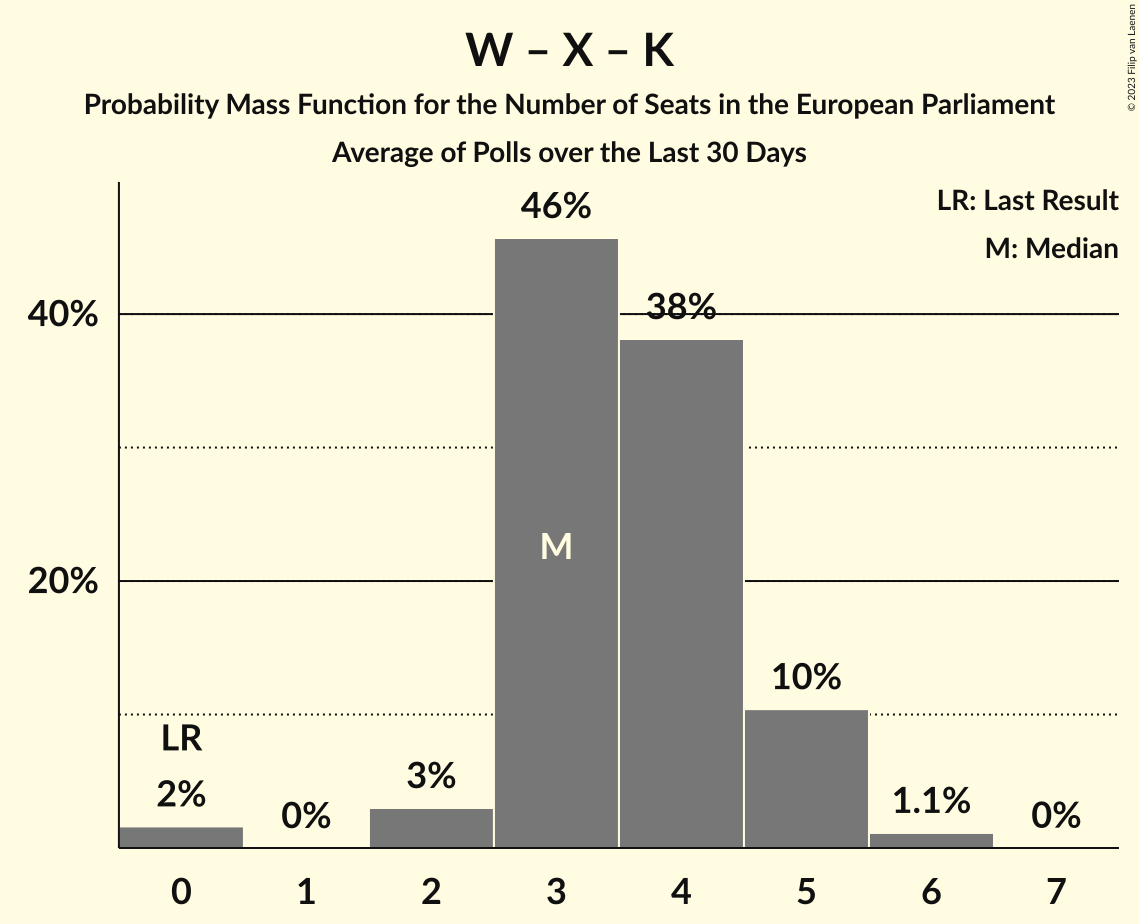 W – X – K
Probability Mass Function for the Number of Seats in the European Parliament
Average of Polls over the Last 30 Days
© 2023 Filip van Laenen
LR: Last Result
M: Median
46%
38%
40%
M
20%
10%
LR
2%
0%
3%
1.1%
0%
0 1 2 3 4 5 6 7